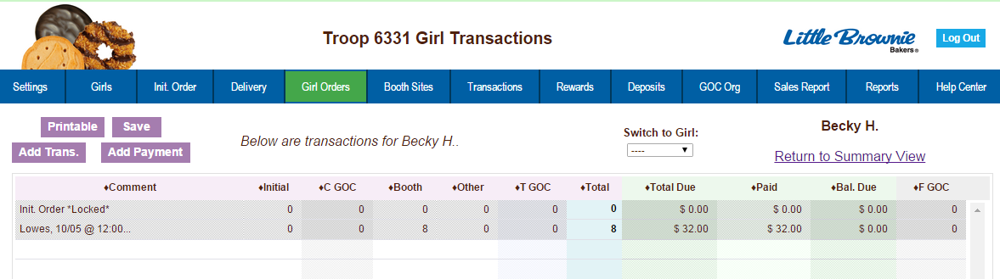 Troop 6331 Girl Transactions
Little Brownie
Bakers®
Log Out
Settings Girls Init. Order Delivery Girl Orders Booth Sites Transactions Rewards Deposits GOC Org Sales Report Reports Help Center
Printable Save
Add Trans. Add Payment
Below are transactions for Becky H..
Switch to Girl:
----
Becky H.
Return to Summary View
♦Comment ♦Initial ♦C GOC ♦Booth ♦Other ♦T GOC ♦Total ♦Total Due ♦Paid ♦Bal. Due ♦F GOC
Init. Order *Locked* 0 0 0 0 0 0 $ 0.00 $ 0.00 $ 0.00 0
Lowes, 10/05 @ 12:00... 0 0 8 0 0 8 $ 32.00 $ 32.00 $ 0.00 0